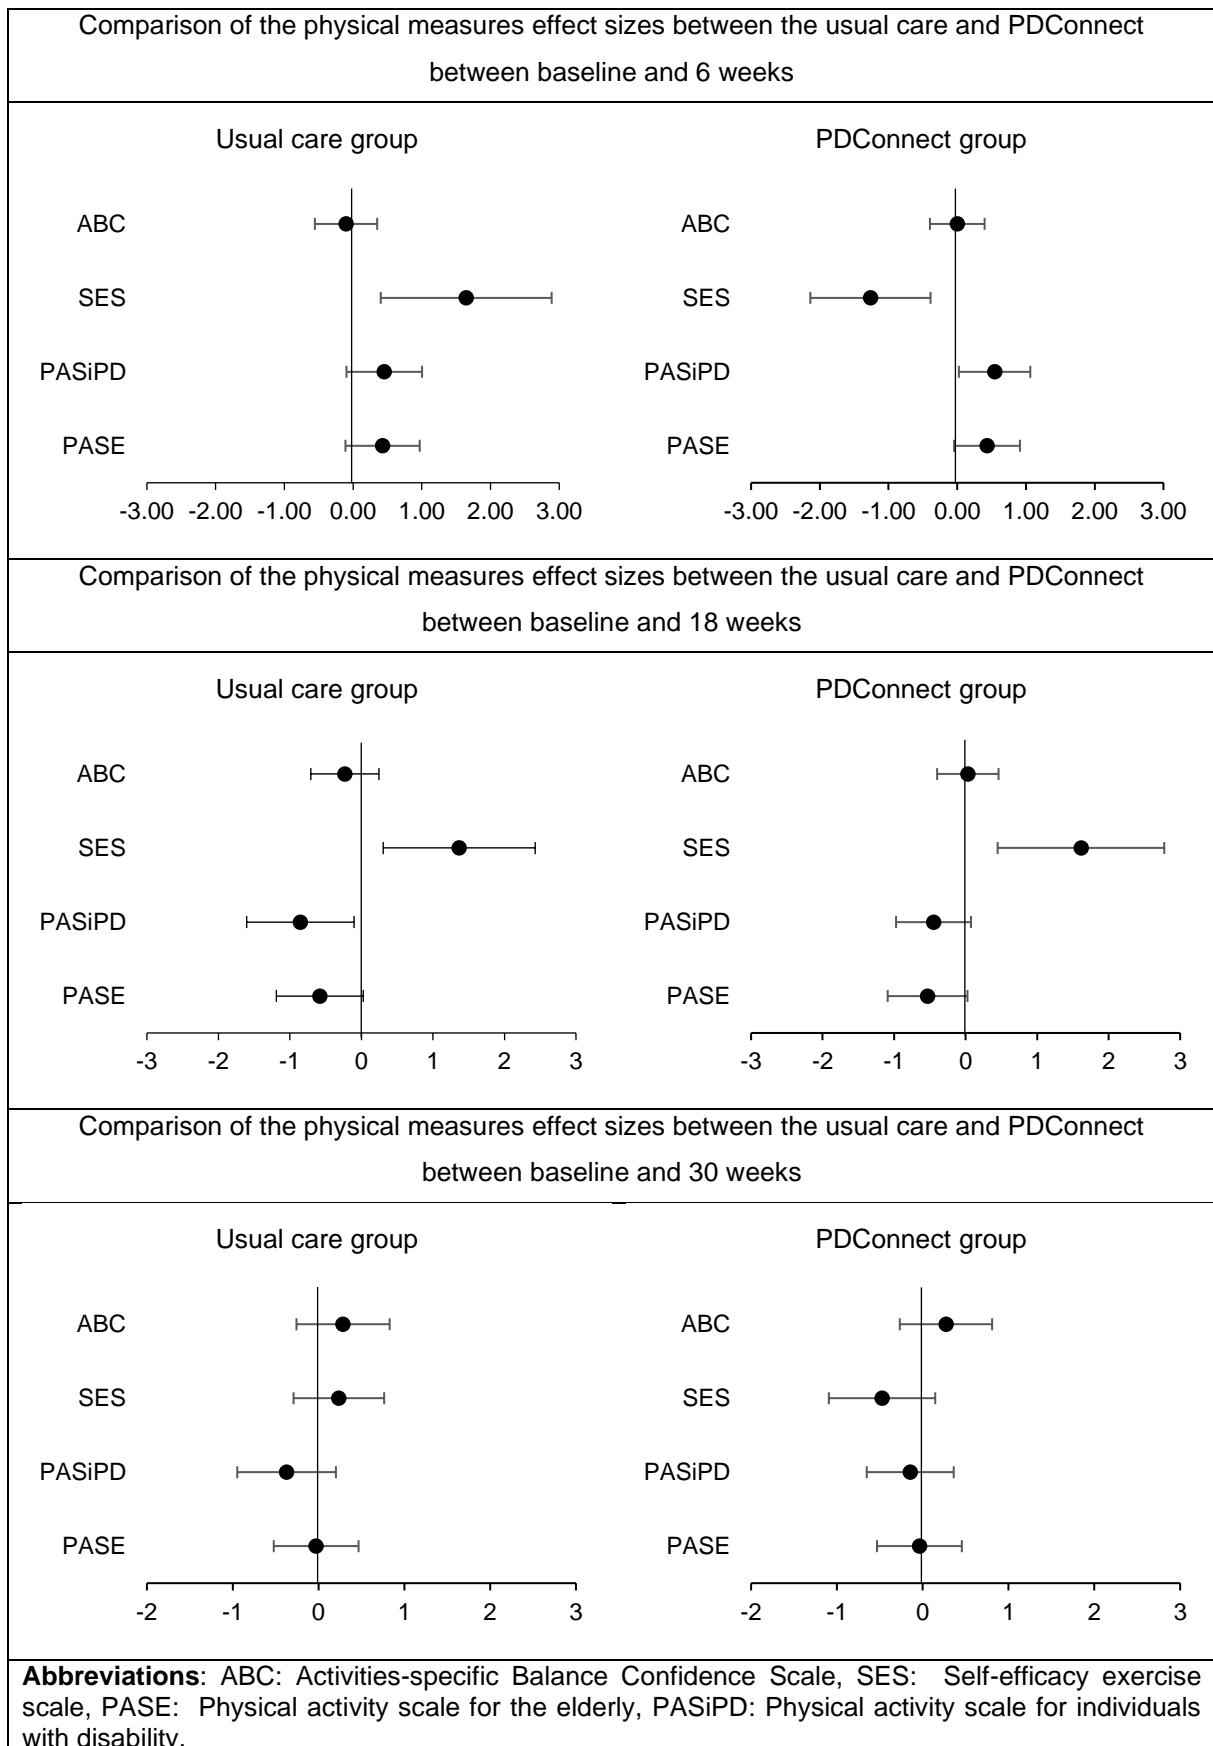 Comparison of the physical measures effect sizes between the usual care and PDConnect
between baseline and 6 weeks
Usual care group
PDConnect group
ABC
SES
PASiPD
PASE
-3.00 -2.00 -1.00 0.00 1.00 2.00 3.00
ABC
SES
PASiPD
PASE
-3.00 -2.00 -1.00 0.00 1.00 2.00 3.00
Comparison of the physical measures effect sizes between the usual care and PDConnect
between baseline and 18 weeks
Usual care group
PDConnect group
ABC
SES
PASiPD
PASE
-3 -2 -1 0 1 2 3
ABC
SES
PASiPD
PASE
-3 -2 -1 0 1 2 3
Comparison of the physical measures effect sizes between the usual care and PDConnect
between baseline and 30 weeks
Usual care group
PDConnect group
ABC
SES
PASiPD
PASE
-2 -1 0 1 2 3
ABC
SES
PASiPD
PASE
-2 -1 0 1 2 3
Abbreviations: ABC: Activities-specific Balance Confidence Scale, SES: Self-efficacy exercise
scale, PASE: Physical activity scale for the elderly, PASiPD: Physical activity scale for individuals
with disability.